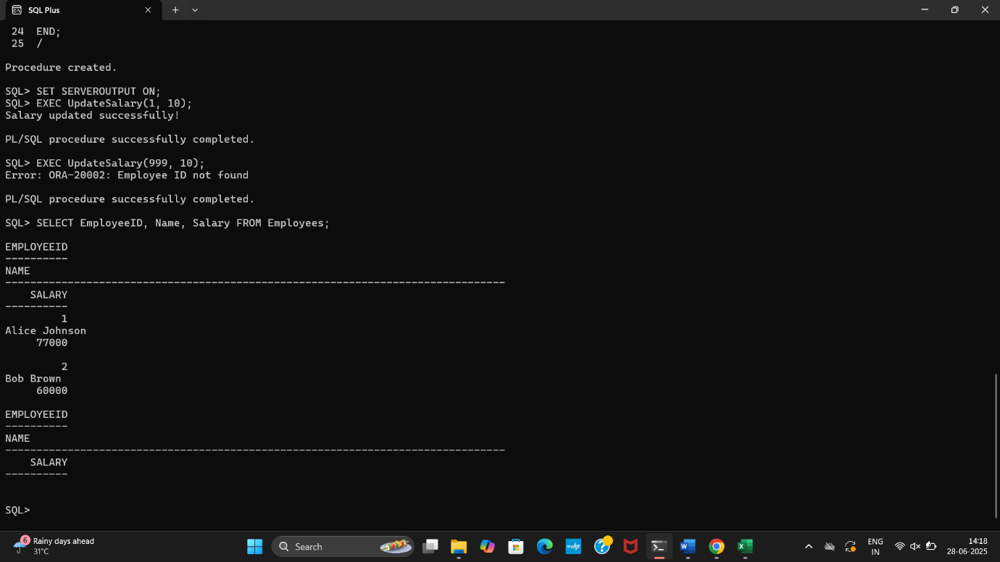 SQL Plus
24  END;
25  /
Procedure created.
SQL> SET SERVEROUTPUT ON;
SQL> EXEC UpdateSalary(1, 10);
Salary updated successfully!
PL/SQL procedure successfully completed.
SQL> EXEC UpdateSalary(999, 10);
Error: ORA-20002: Employee ID not found
PL/SQL procedure successfully completed.
SQL> SELECT EmployeeID, Name, Salary FROM Employees;
EMPLOYEEID
----------
NAME
--------------------------------------------------------------------------------
SALARY
----------
1
Alice Johnson
77000
2
Bob Brown
60000
EMPLOYEEID
----------
NAME
--------------------------------------------------------------------------------
SALARY
----------
SQL>
6
Rainy days ahead
31°C
Search
myhp
ENG
IN
14:18
28-06-2025